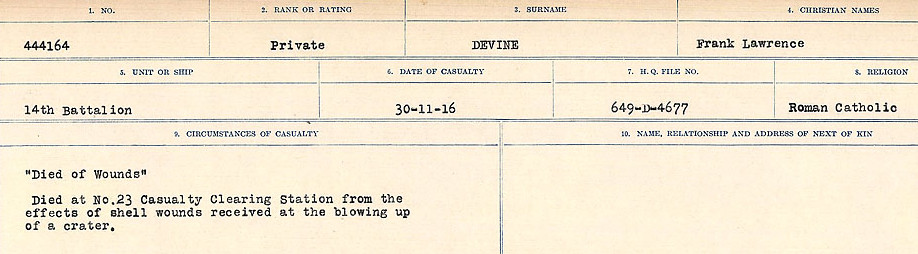 1. NO. 2. RANK OR RATING 3. SURNAME 4. CHRISTIAN NAMES
444164 Private DEVINE Frank Lawrence
5. UNIT OR SHIP 6. DATE OF CASUALTY 7. H. Q. FILE NO. 8. RELIGION
14th Battalion 30-11-16 649-D-4677 Roman Catholic
9. CIRCUMSTANCES OF CASUALTY 10. NAME, RELATIONSHIP AND ADDRESS OF NEXT OF KIN
"Died of Wounds"
Died at No.23 Casualty Clearing Station from the
effects of shell wounds received at the blowing up
of a crater.